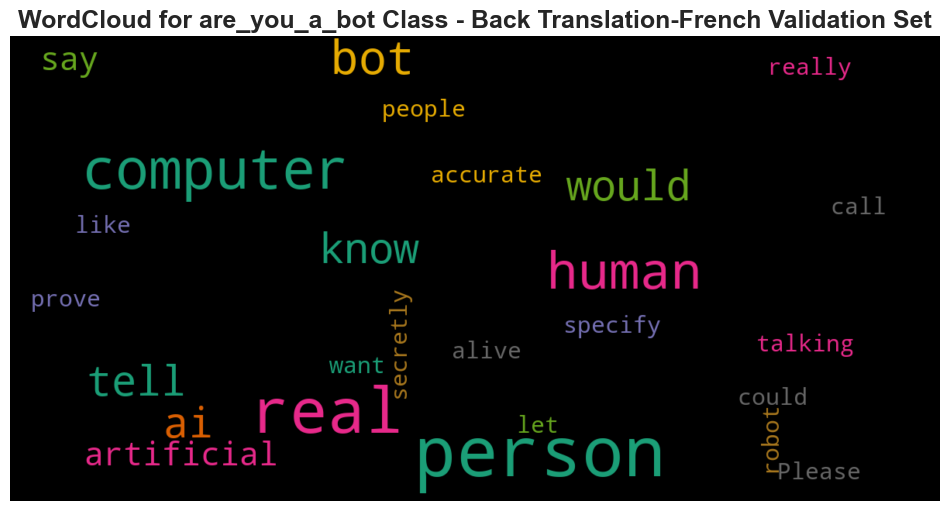 WordCloud for are_you_a_bot Class - Back Translation-French Validation Set
say
bot
really
people
computer
accurate
would
call
like
know
human
prove
secretly
specify
alive
talking
want
tell
real
could
ai
let
robot
artificial
person
Please